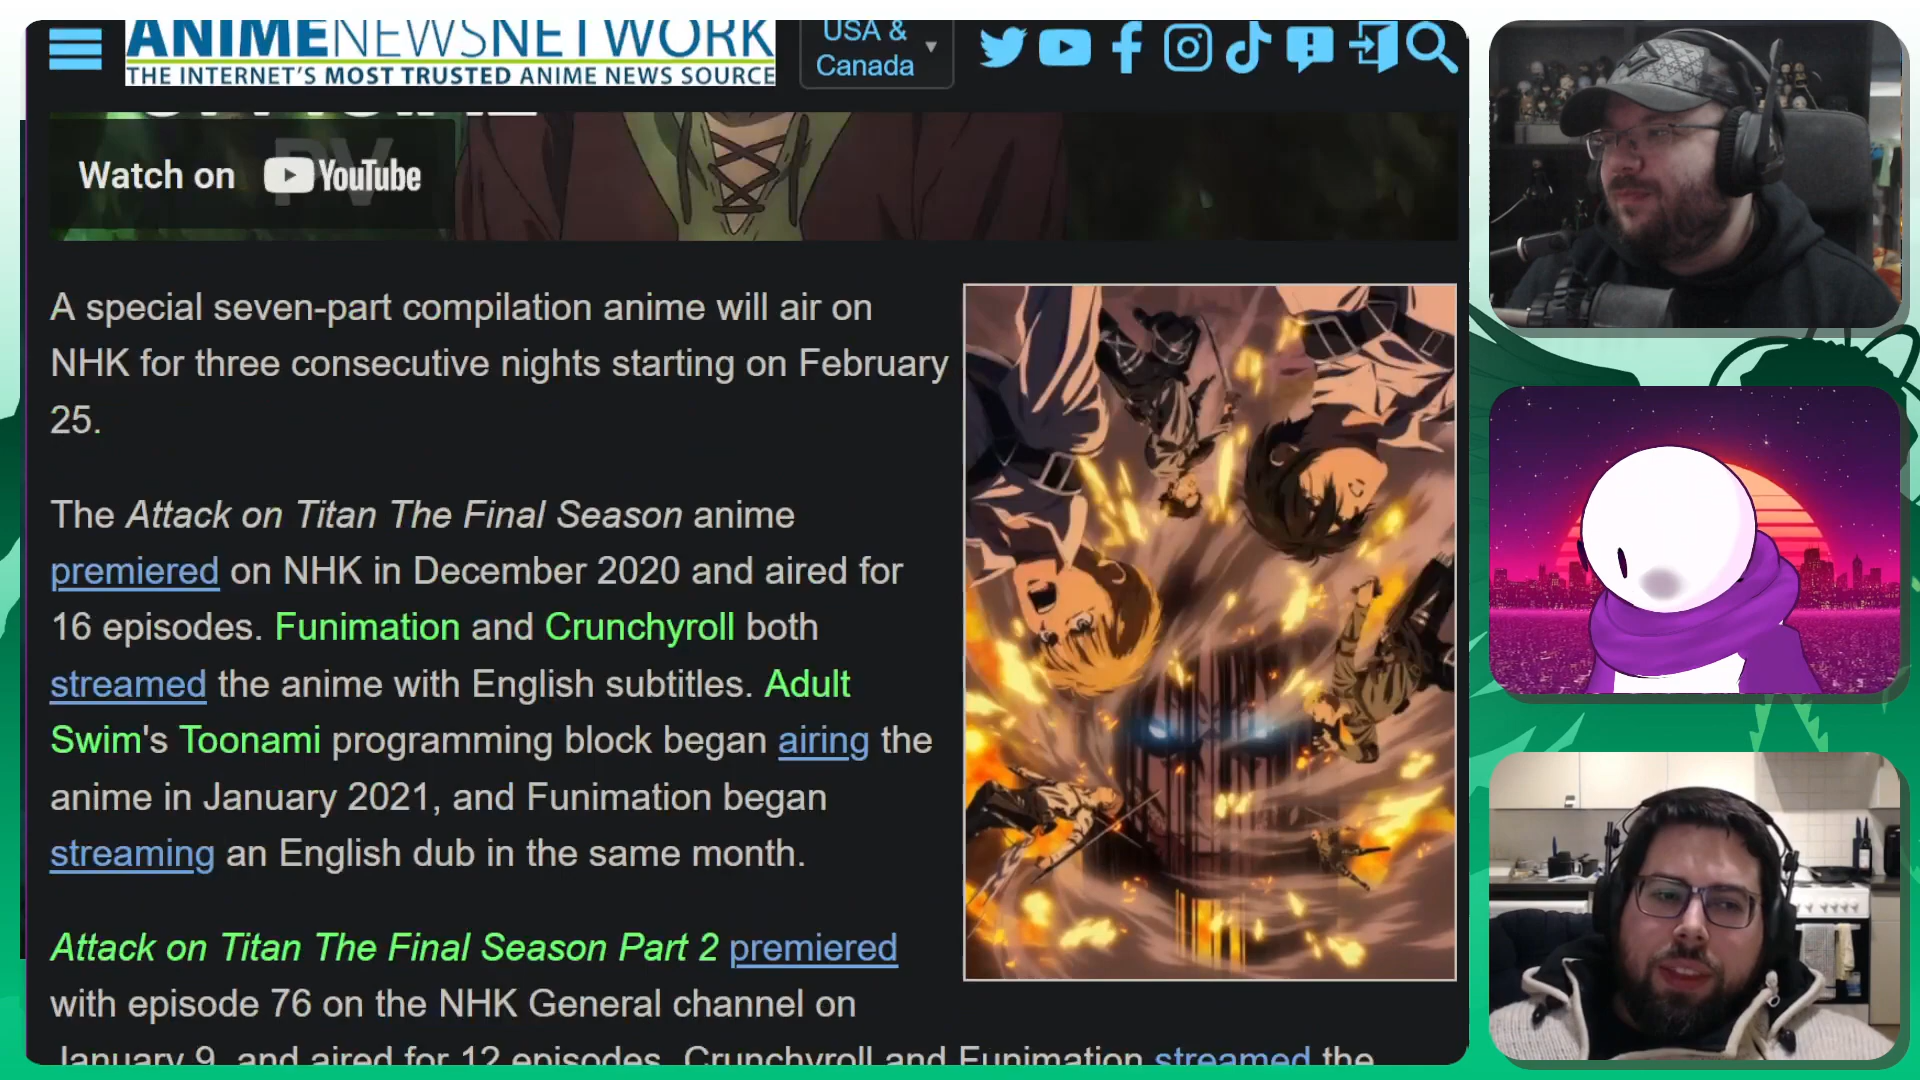 ANIMENEWSNETWORK
THE INTERNET'S MOST TRUSTED ANIME NEWS SOURCE
USA &
Canada
PV
Watch on YouTube
A special seven-part compilation anime will air on
NHK for three consecutive nights starting on February
25.
The Attack on Titan The Final Season anime
premiered on NHK in December 2020 and aired for
16 episodes. Funimation and Crunchyroll both
streamed the anime with English subtitles. Adult
Swim's Toonami programming block began airing the
anime in January 2021, and Funimation began
streaming an English dub in the same month.
Attack on Titan The Final Season Part 2 premiered
with episode 76 on the NHK General channel on
January 9, and aired for 12 episodes. Crunchyroll and Funimation streamed the